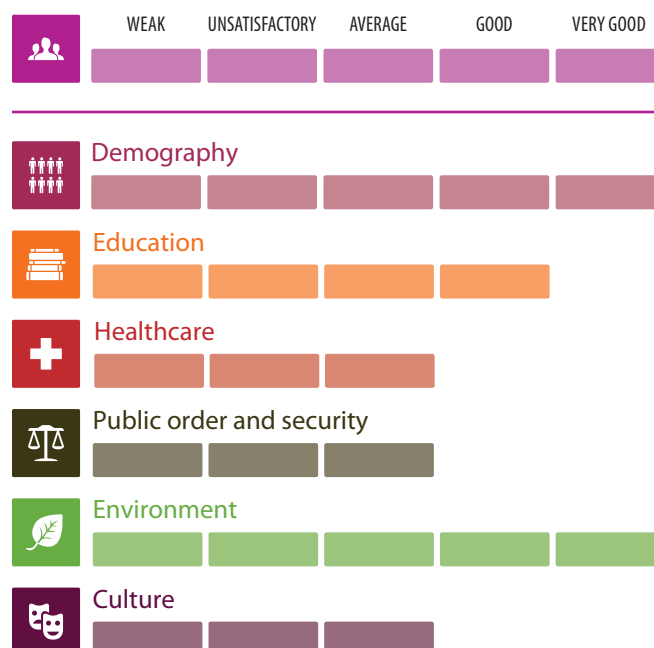 WEAK UNSATISFACTORY AVERAGE GOOD VERY GOOD
Demography
Education
Healthcare
Public order and security
Environment
Culture